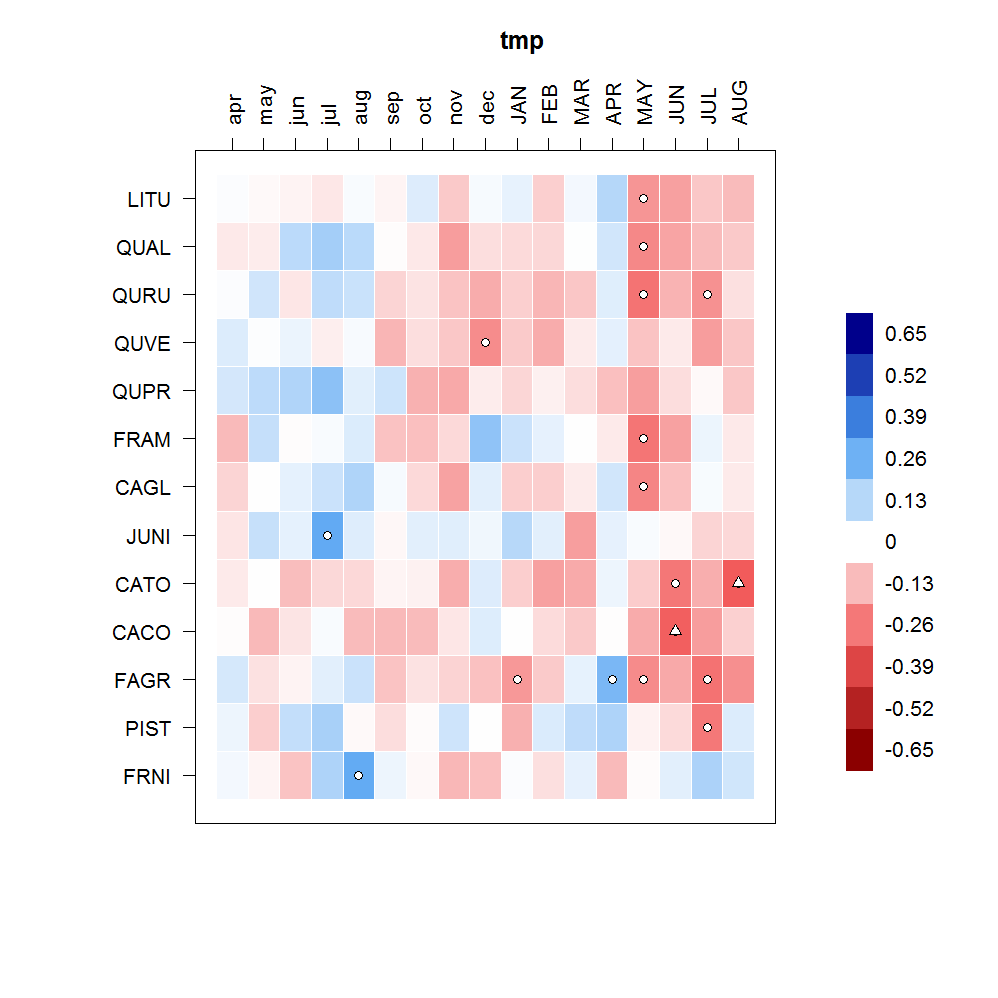 tmp
apr may jun jul aug sep oct nov dec JAN FEB MAR APR MAY JUN JUL AUG
LITU
QUAL
QURU
QUVE
QUPR
FRAM
CAGL
JUNI
CATO
CACO
FAGR
PIST
FRNI
0.65
0.52
0.39
0.26
0.13
0
-0.13
-0.26
-0.39
-0.52
-0.65